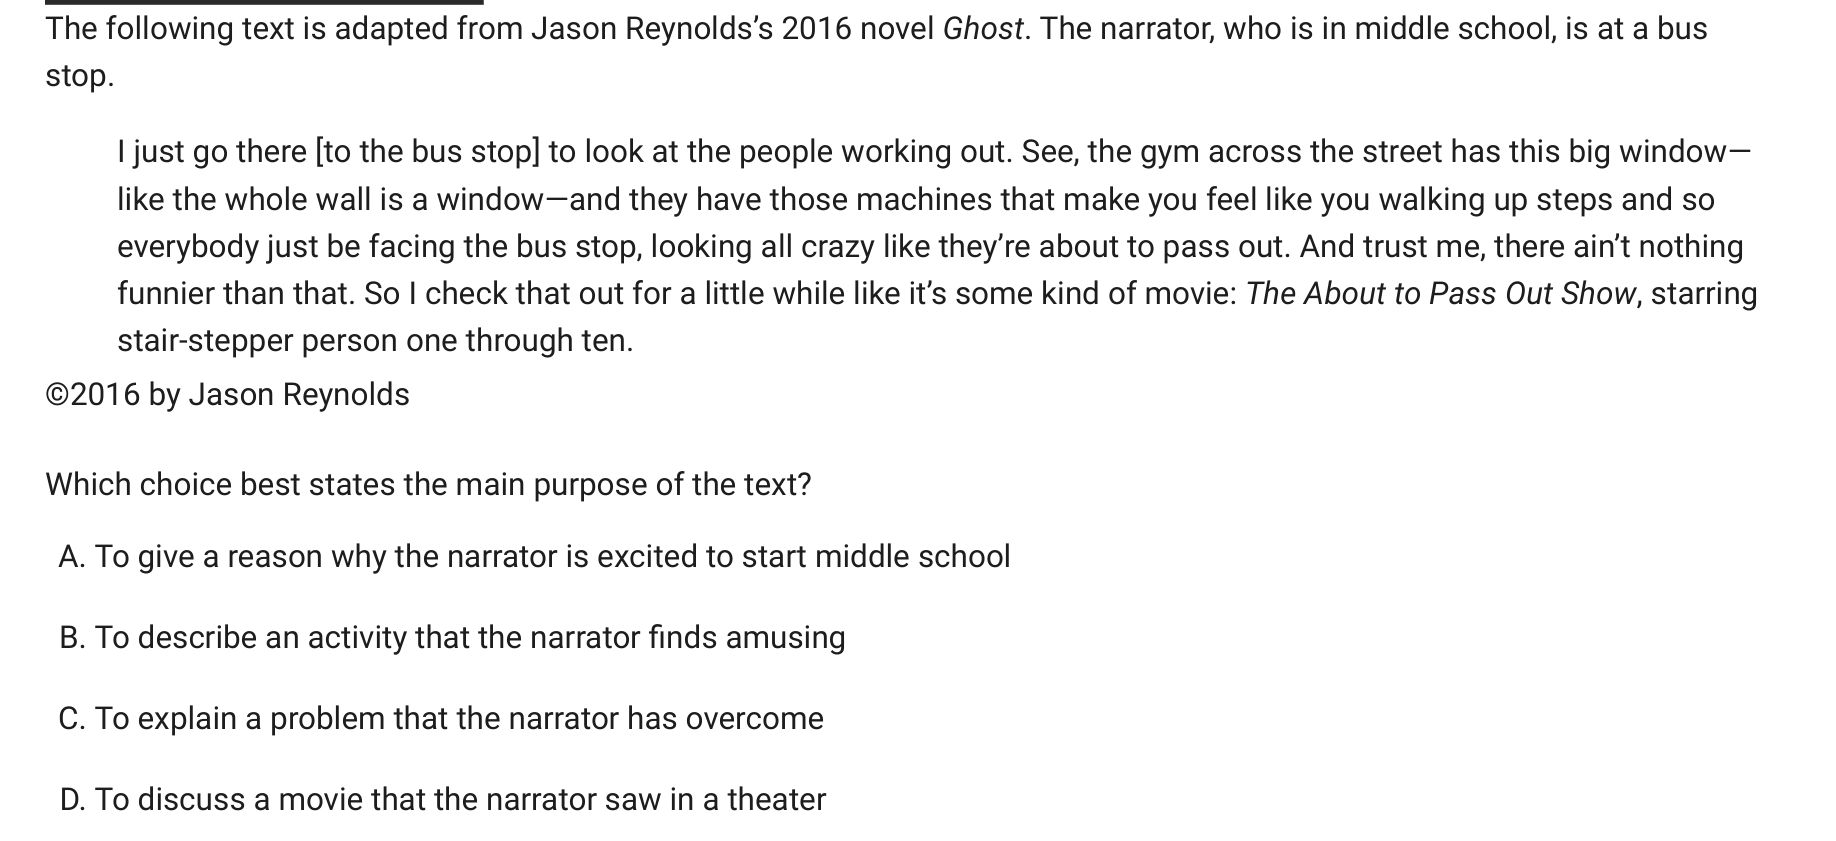 The following text is adapted from Jason Reynolds’s 2016 novel Ghost. The narrator, who is in middle school, is at a bus
stop.
I just go there [to the bus stop] to look at the people working out. See, the gym across the street has this big window—
like the whole wall is a window—and they have those machines that make you feel like you walking up steps and so
everybody just be facing the bus stop, looking all crazy like they’re about to pass out. And trust me, there ain’t nothing
funnier than that. So I check that out for a little while like it’s some kind of movie: The About to Pass Out Show, starring
stair-stepper person one through ten.
©2016 by Jason Reynolds
Which choice best states the main purpose of the text?
A. To give a reason why the narrator is excited to start middle school
B. To describe an activity that the narrator finds amusing
C. To explain a problem that the narrator has overcome
D. To discuss a movie that the narrator saw in a theater